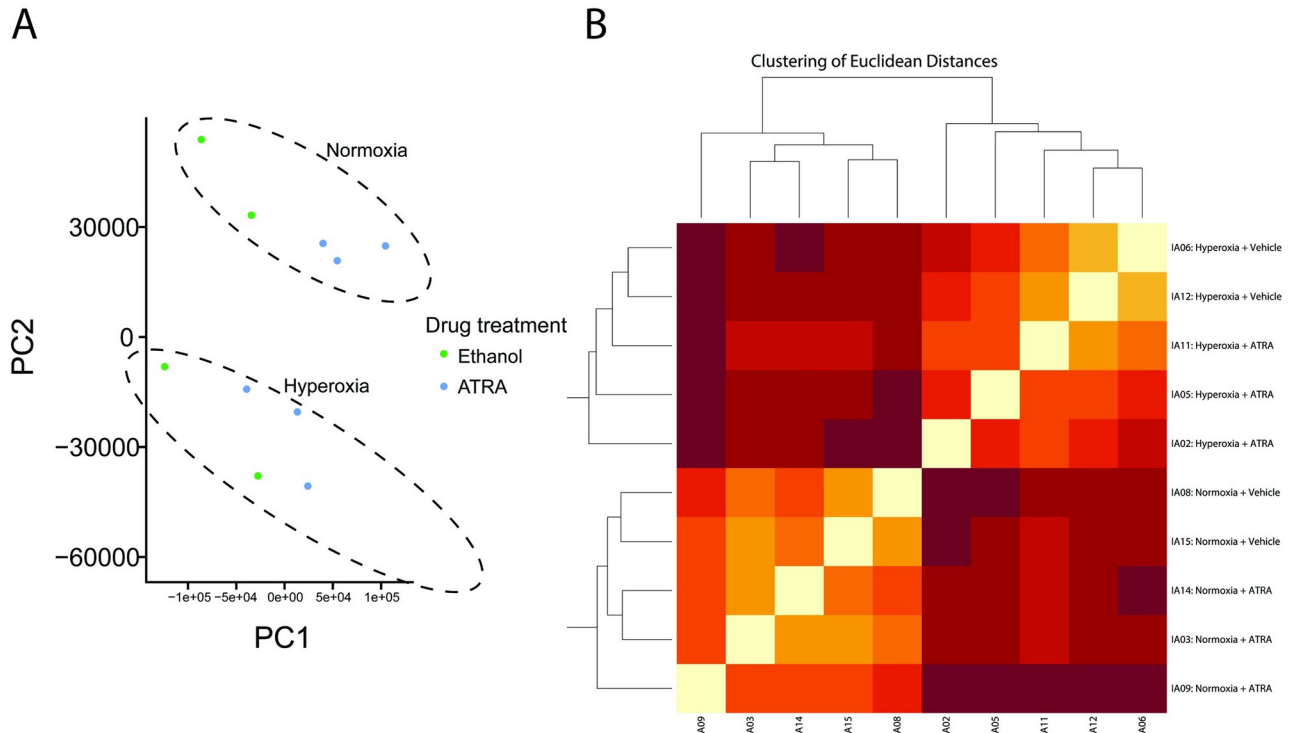 A
B
Clustering of Euclidean Distances
Normoxia
30000
0
−30000
−60000
PC2
Hyperoxia
Drug treatment
Ethanol
ATRA
−1e+05 −5e+04 0e+00 5e+04 1e+05
PC1
IA06: Hyperoxia + Vehicle
IA12: Hyperoxia + Vehicle
IA11: Hyperoxia + ATRA
IA05: Hyperoxia + ATRA
IA02: Hyperoxia + ATRA
IA08: Normoxia + Vehicle
IA15: Normoxia + Vehicle
IA14: Normoxia + ATRA
IA03: Normoxia + ATRA
IA09: Normoxia + ATRA
A09 A03 A14 A15 A08 A02 A05 A11 A12 A06